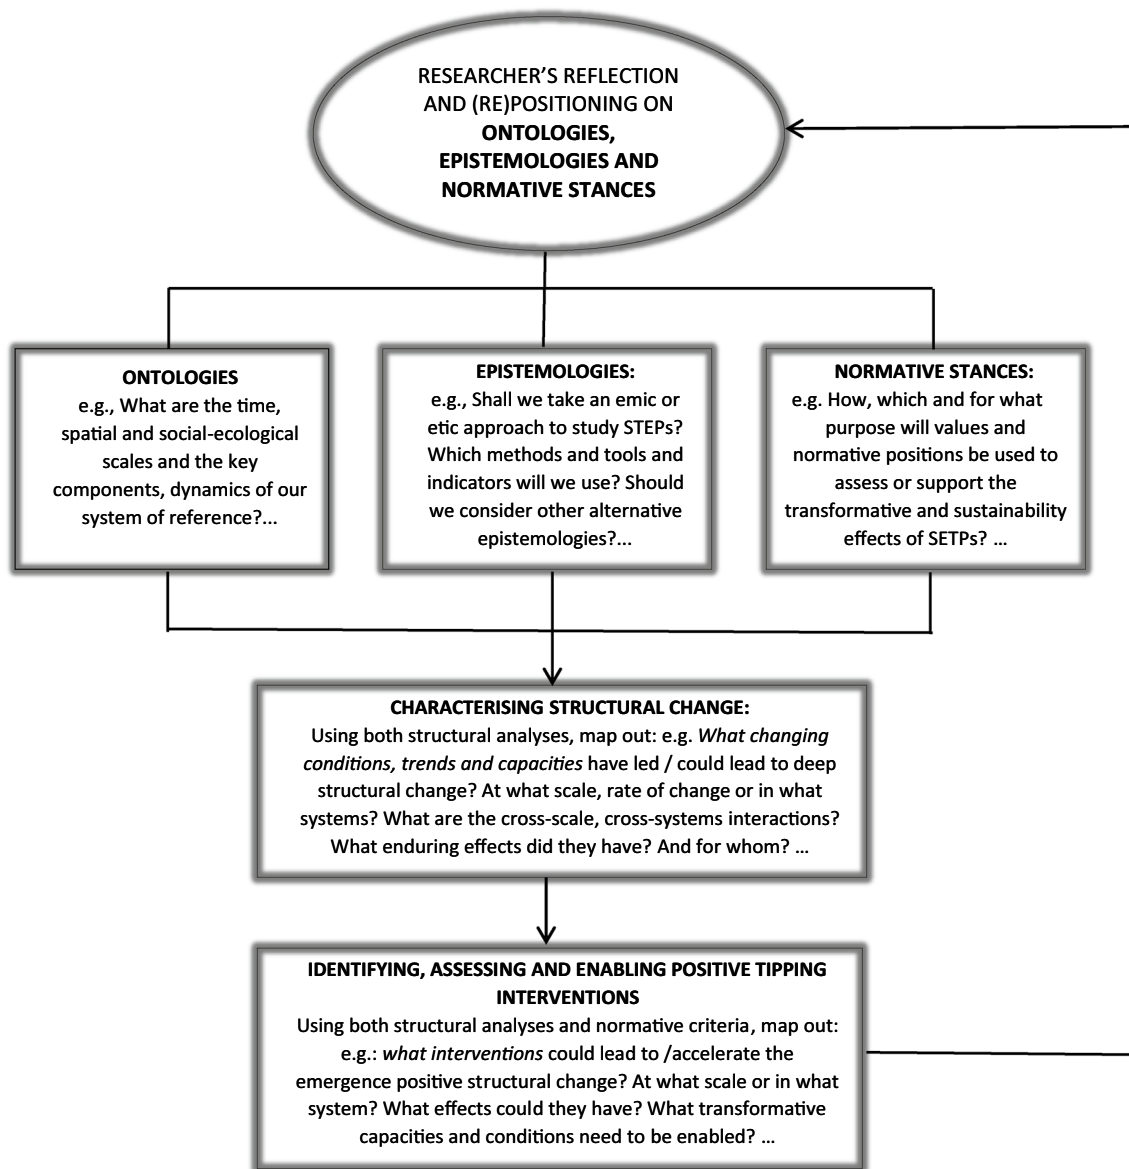 RESEARCHER’S REFLECTION
AND (RE)POSITIONING ON
ONTOLOGIES,
EPISTEMOLOGIES AND
NORMATIVE STANCES
ONTOLOGIES
e.g., What are the time,
spatial and social-ecological
scales and the key
components, dynamics of our
system of reference?...
EPISTEMOLOGIES:
e.g., Shall we take an emic or
etic approach to study STEPs?
Which methods and tools and
indicators will we use? Should
we consider other alternative
epistemologies?...
NORMATIVE STANCES:
e.g. How, which and for what
purpose will values and
normative positions be used to
assess or support the
transformative and sustainability
effects of SETPs? …
CHARACTERISING STRUCTURAL CHANGE:
Using both structural analyses, map out: e.g. What changing
conditions, trends and capacities have led / could lead to deep
structural change? At what scale, rate of change or in what
systems? What are the cross-scale, cross-systems interactions?
What enduring effects did they have? And for whom? …
IDENTIFYING, ASSESSING AND ENABLING POSITIVE TIPPING
INTERVENTIONS
Using both structural analyses and normative criteria, map out:
e.g.: what interventions could lead to /accelerate the
emergence positive structural change? At what scale or in what
system? What effects could they have? What transformative
capacities and conditions need to be enabled? …